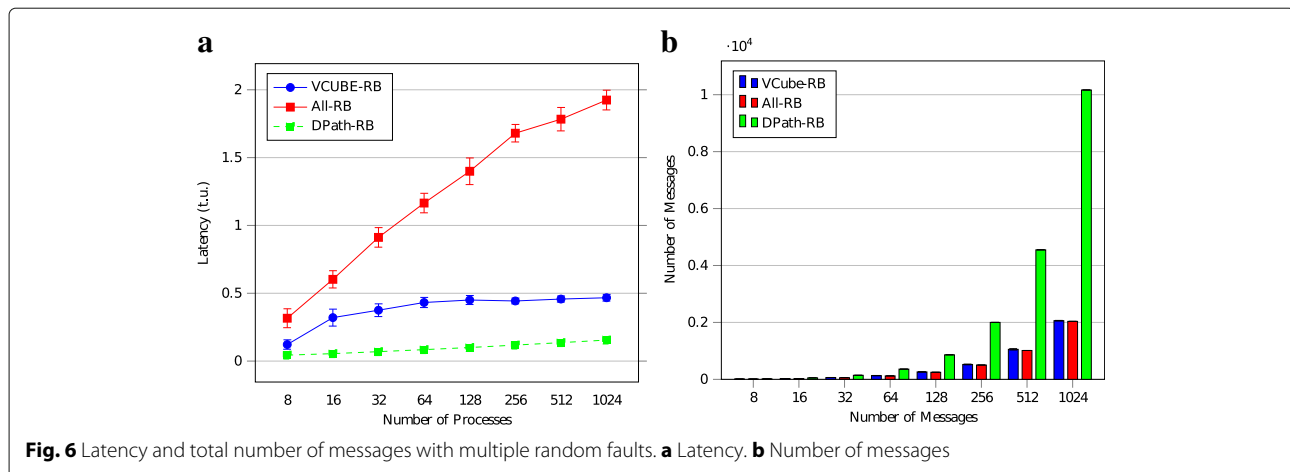 a
VCUBE-RB
All-RB
DPath-RB
2
1.5
1
0.5
0
Latency (t.u.)
8 16 32 64 128 256 512 1024
Number of Processes
b
·10⁴
VCube-RB
All-RB
DPath-RB
1
0.8
0.6
0.4
0.2
0
Number of Messages
8 16 32 64 128 256 512 1024
Number of Messages
Fig. 6 Latency and total number of messages with multiple random faults. a Latency. b Number of messages